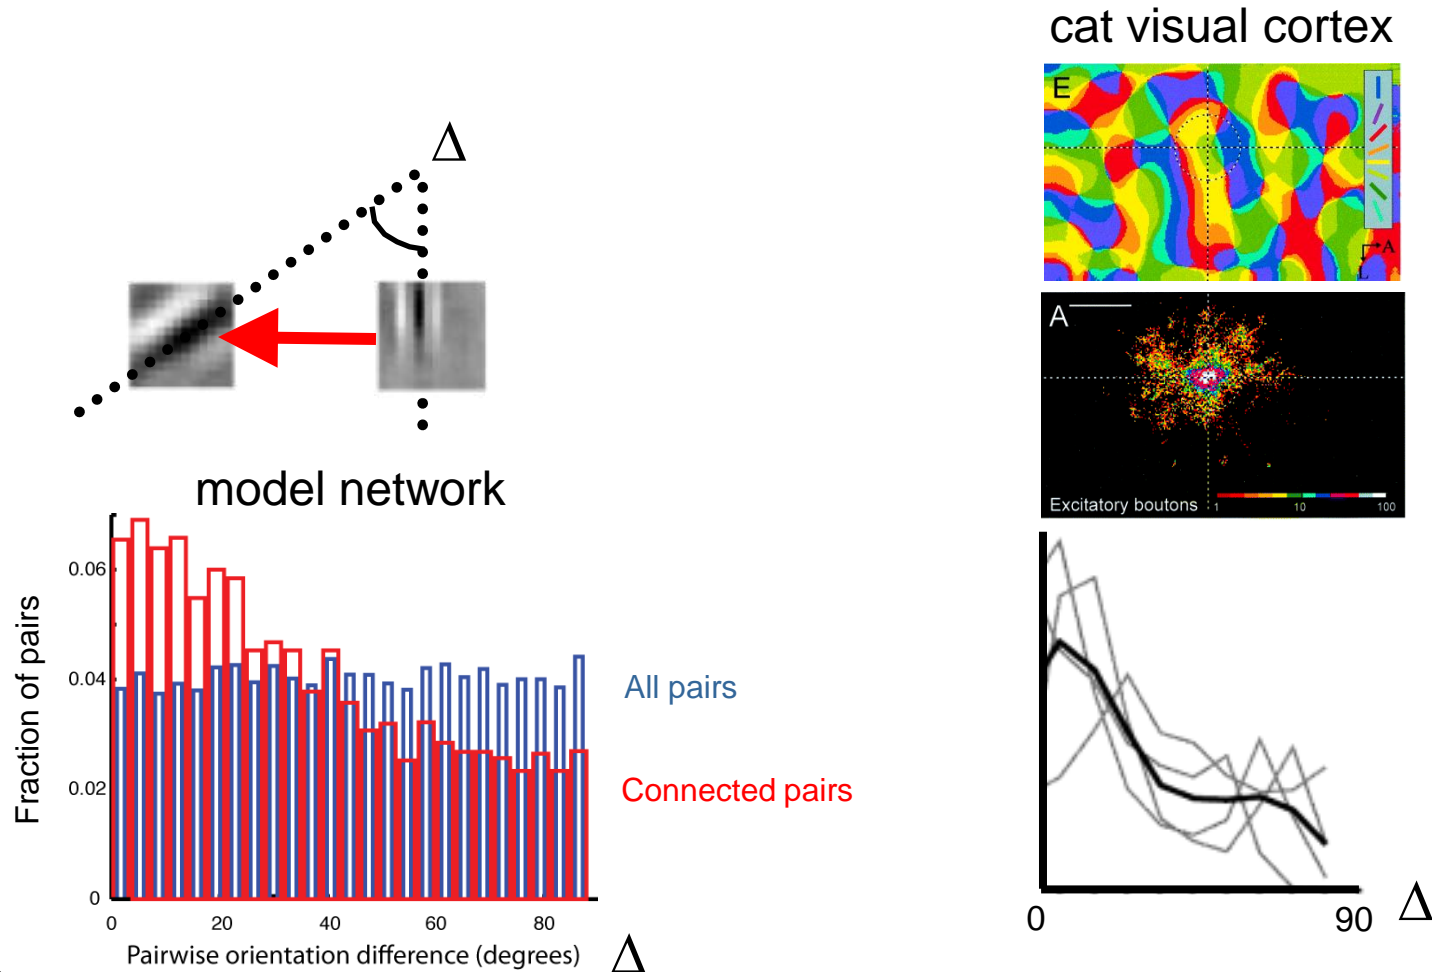 cat visual cortex
E
A
L
Δ
A
Excitatory boutons
1
10
100
model network
Fraction of pairs
0.06
0.04
0.02
0
0
20
40
60
80
Pairwise orientation difference (degrees)
Δ
All pairs
Connected pairs
0
90
Δ